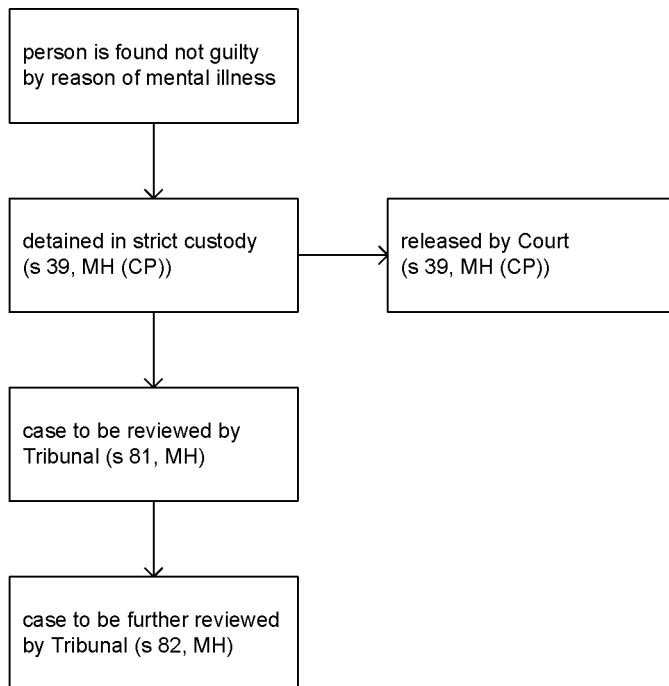 person is found not guilty
by reason of mental illness
detained in strict custody
(s 39, MH (CP))
released by Court
(s 39, MH (CP))
case to be reviewed by
Tribunal (s 81, MH)
case to be further reviewed
by Tribunal (s 82, MH)